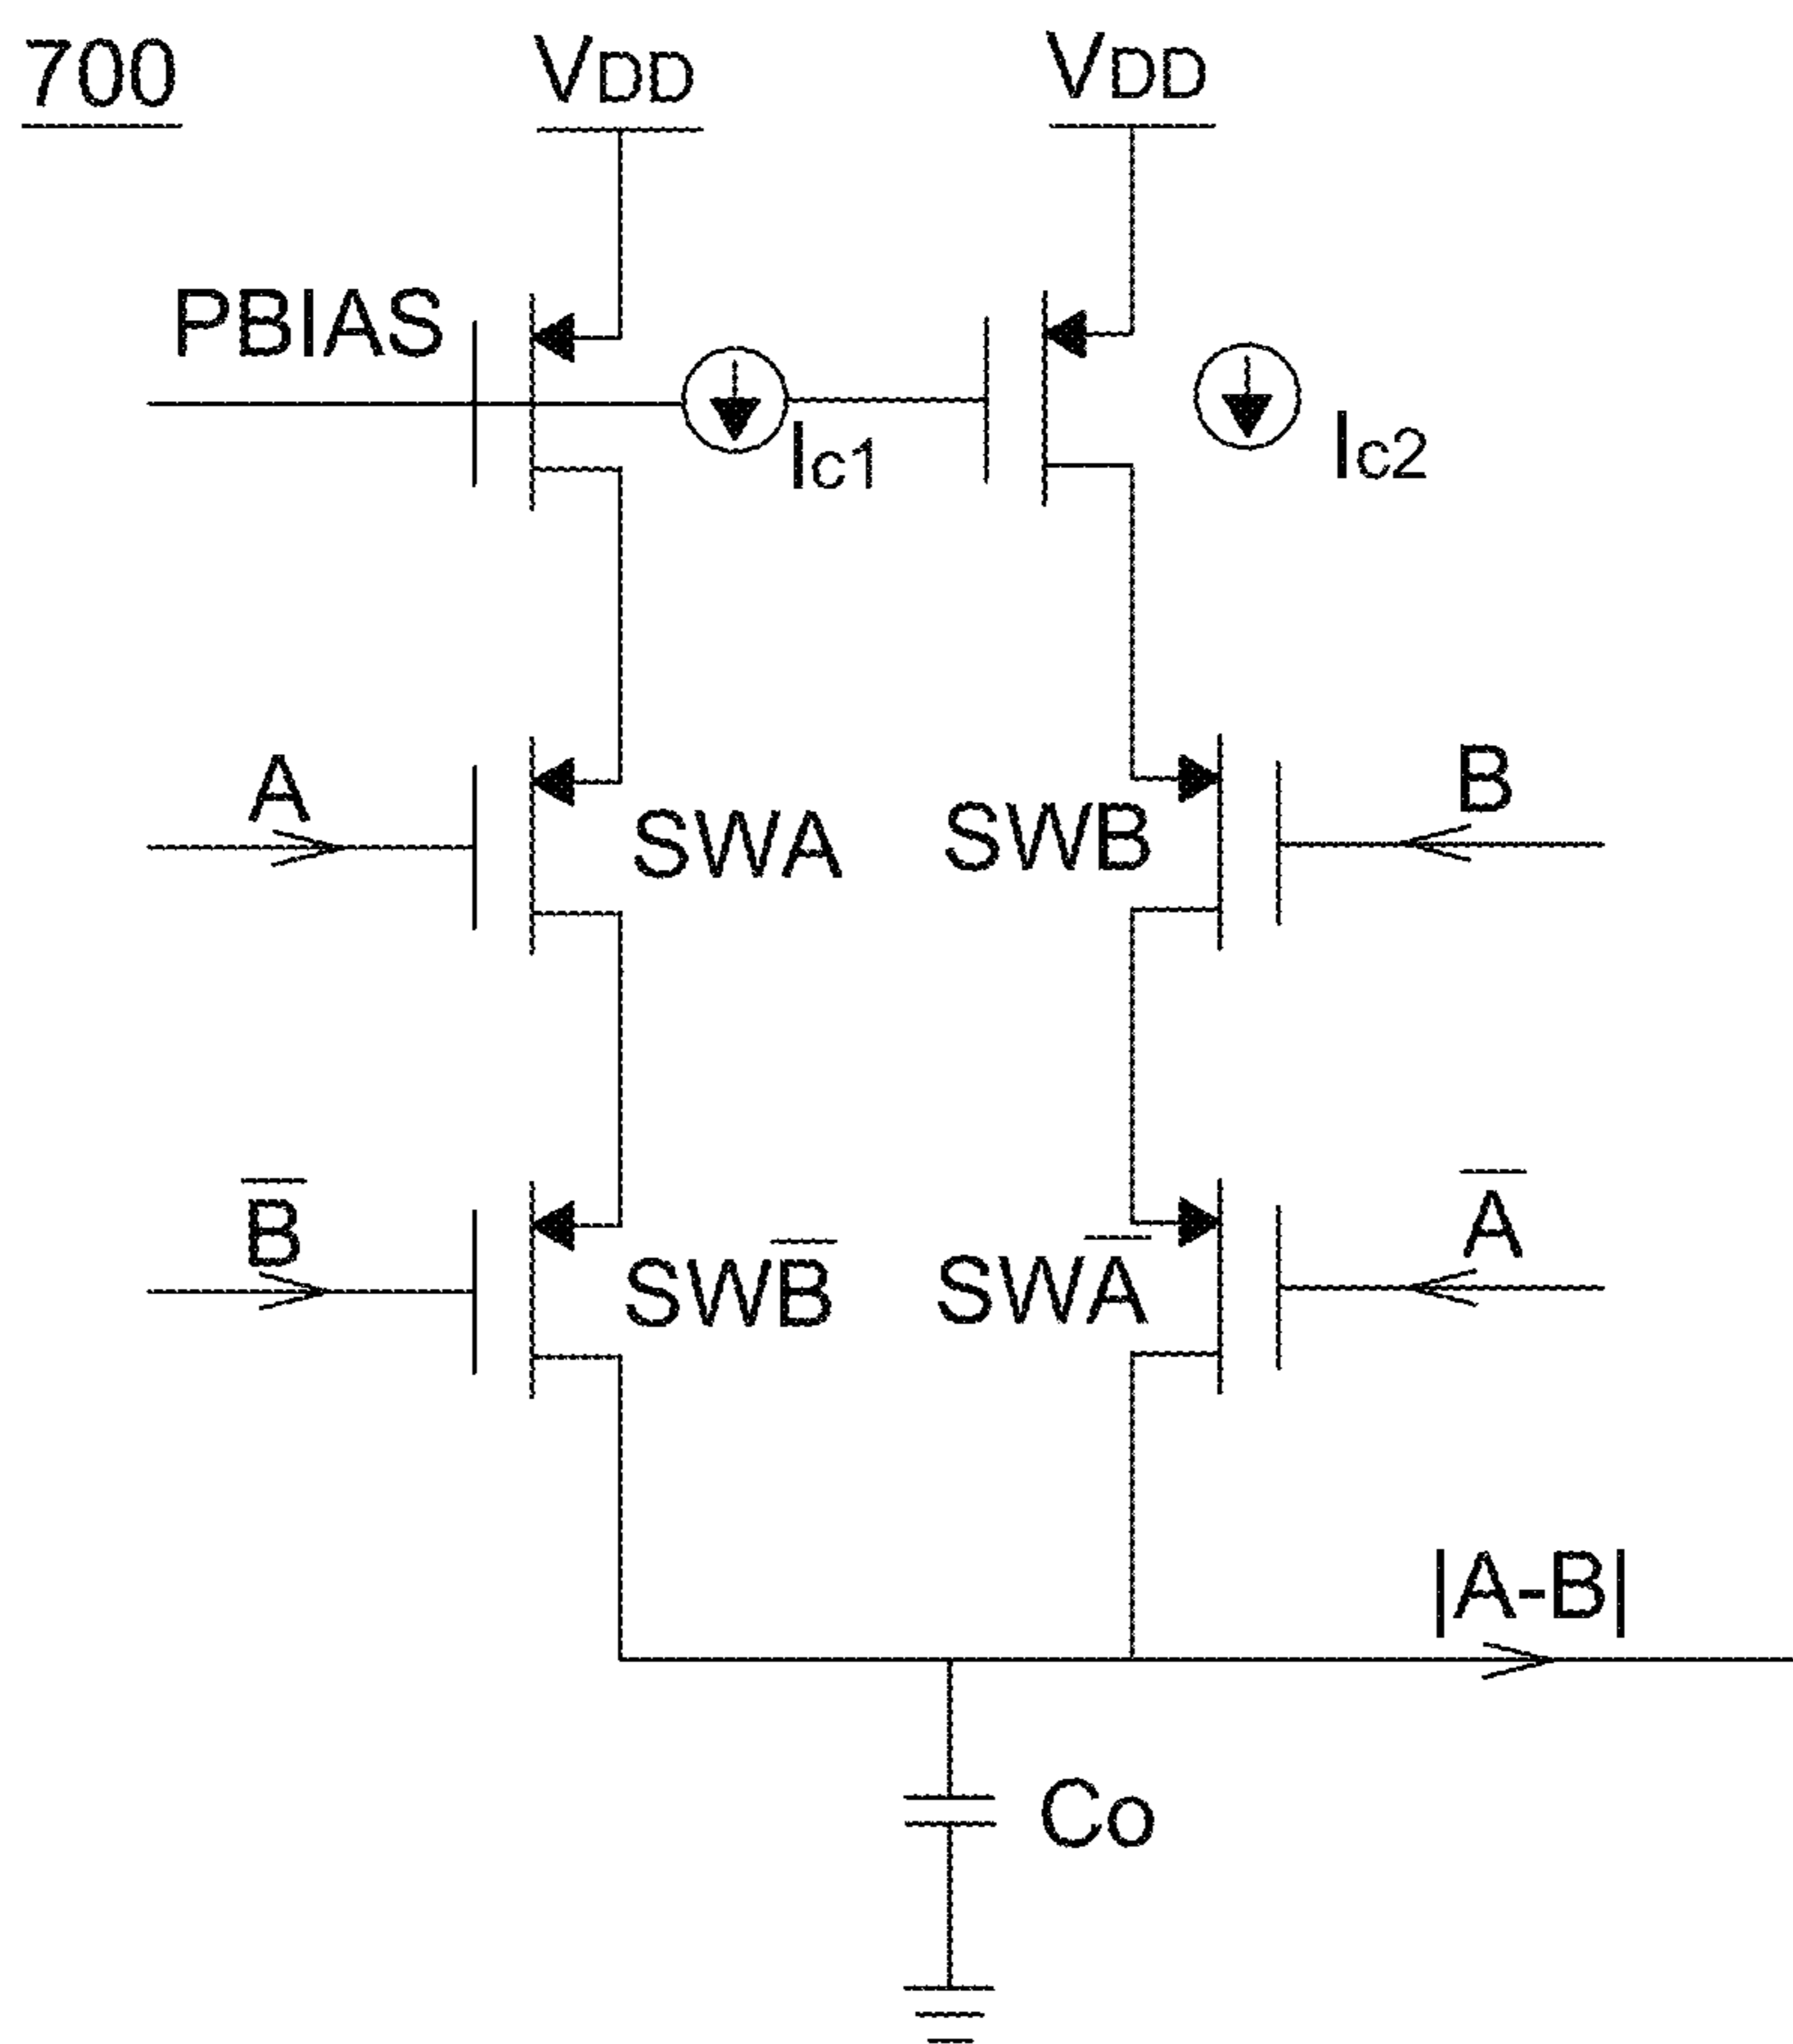 700
VDD
VDD
PBIAS
Ic1
Ic2
A
SWA
SWB
B
B̅
SWB̅
SWA̅
A̅
|A-B|
Co